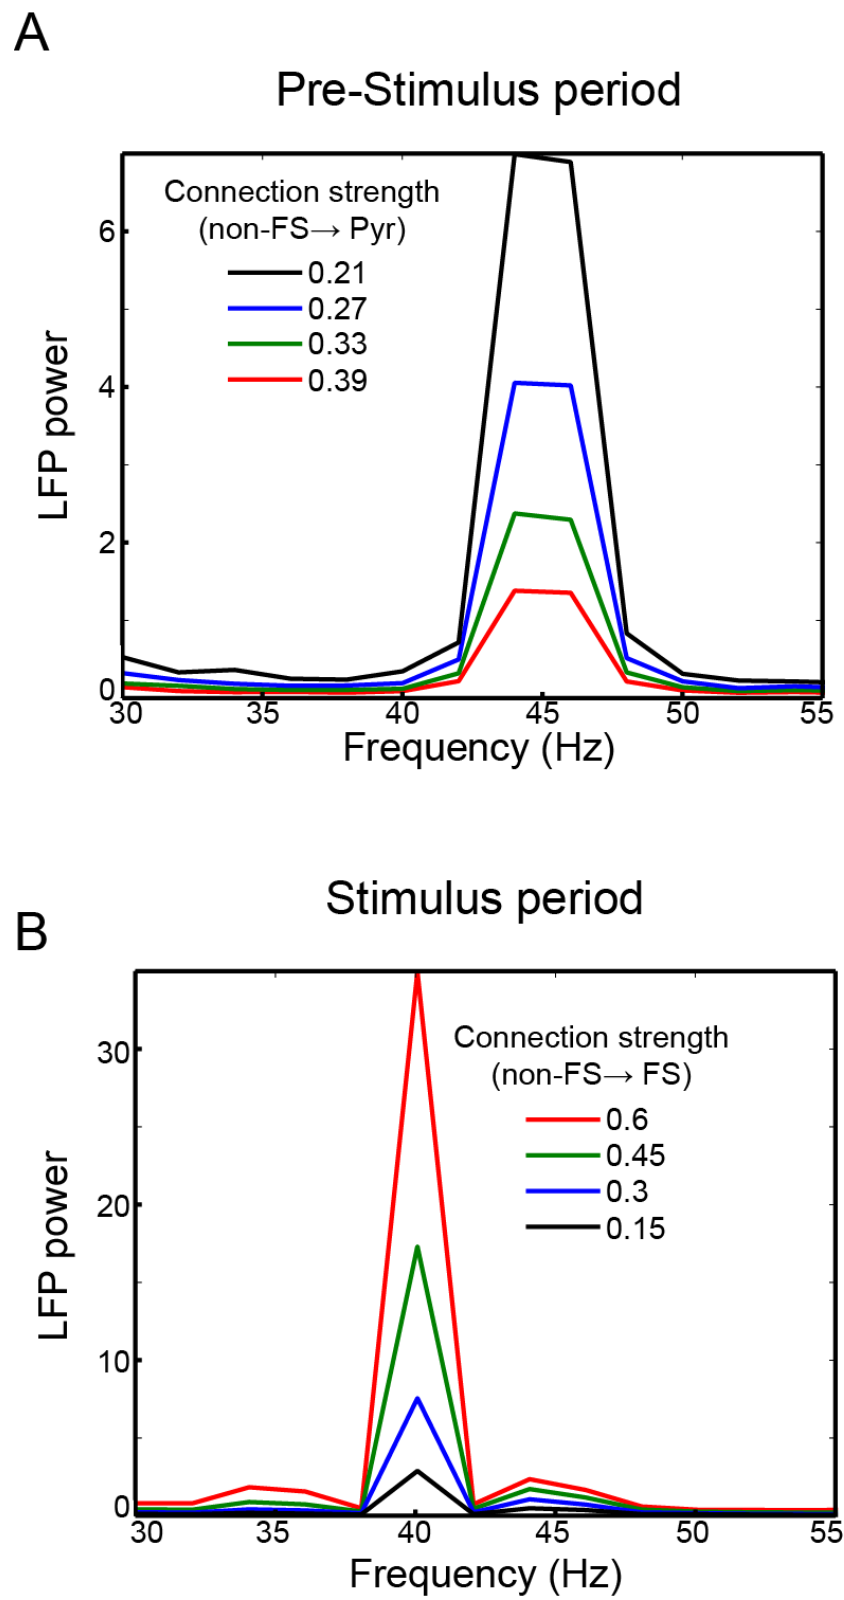 A
Pre-Stimulus period
Connection strength
(non-FS→ Pyr)
0.21
0.27
0.33
0.39
6
4
2
0
LFP power
30 35 40 45 50 55
Frequency (Hz)
Stimulus period
B
Connection strength
(non-FS→ FS)
0.6
0.45
0.3
0.15
30
20
10
0
LFP power
30 35 40 45 50 55
Frequency (Hz)